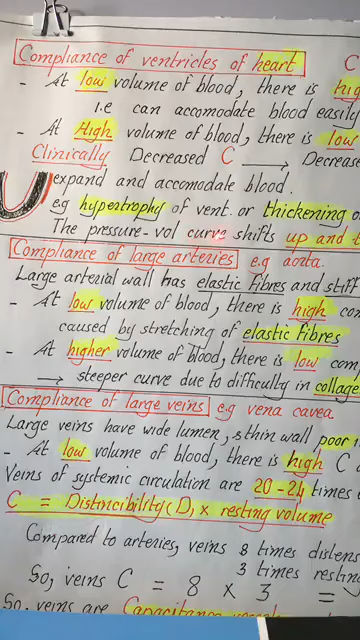 Compliance of ventricles of heart C
- At low volume of blood, there is hig
i.e can accomodate blood easily
- At High volume of blood, there is low
Clinically Decreased C → Decrease
expand and accomodate blood.
eg hypentrophy of vent. or thickening o
The pressure-vol curve shifts up and t
Compliance of large arteries e.g aorta.
Large arterial wall has elastic fibres and stiff
- At low volume of blood, there is high com
caused by stretching of elastic fibres
- At higher volume of blood, there is low comp
→ steeper curve due to difficulty in collage
Compliance of large veins e.g vena cavea.
Large veins have wide lumen, & thin wall poor i
- At low volume of blood, there is high C.
Veins of systemic circulation are 20-24 times
C = Distncibility (D) x resting volume
Compared to arteries, veins 8 times distens
3 times restin
So, veins C = 8 x 3 =
So, veins are Capacitance vessels